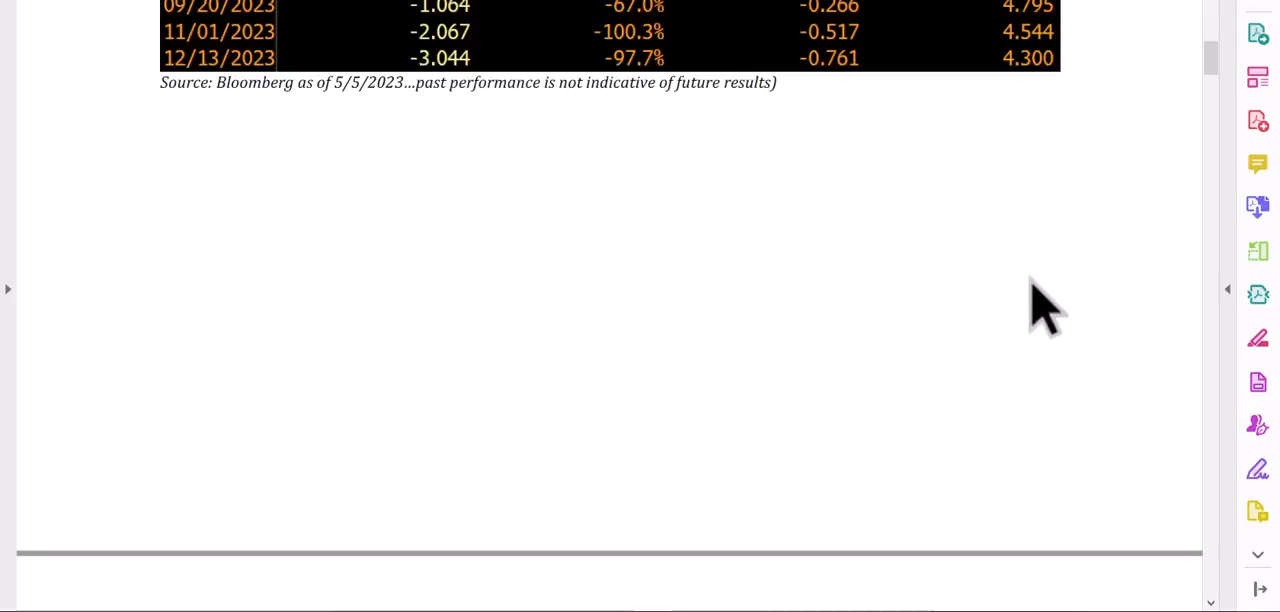 09/20/2023 -1.064 -67.0% -0.266 4.795
11/01/2023 -2.067 -100.3% -0.517 4.544
12/13/2023 -3.044 -97.7% -0.761 4.300
Source: Bloomberg as of 5/5/2023...past performance is not indicative of future results)